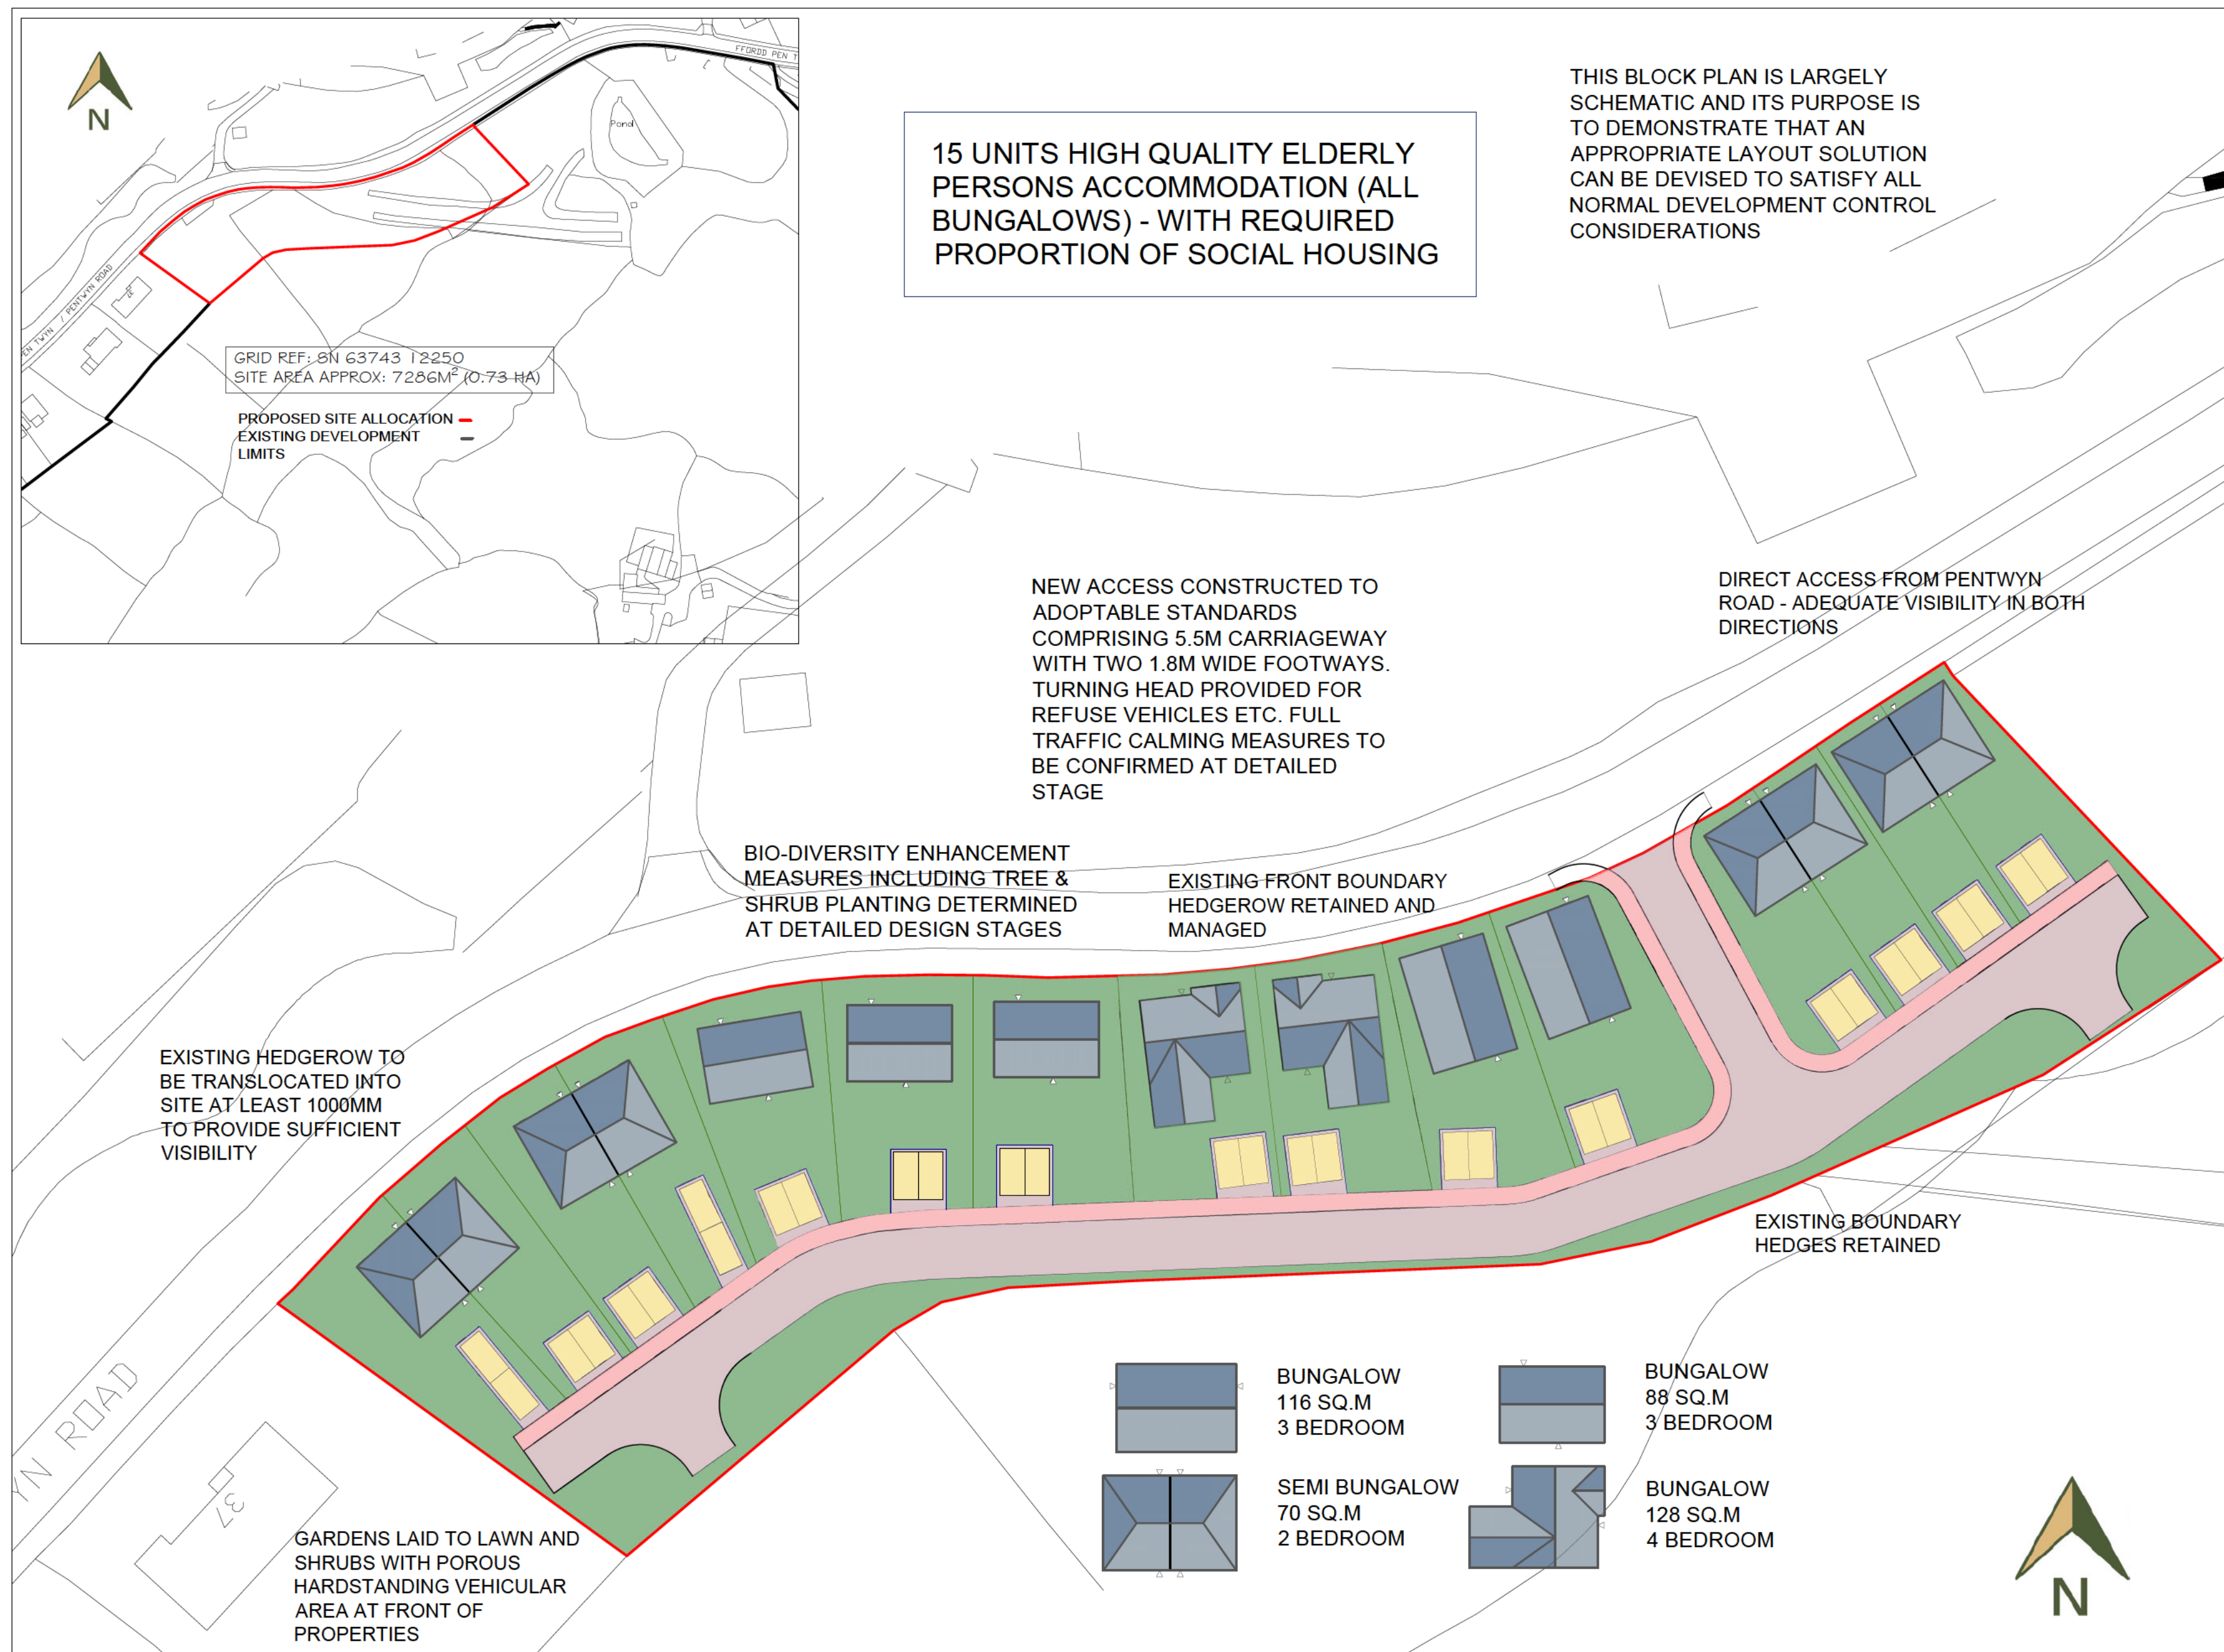 N
FFORDD PEN T
Pond
EN TWYN / PENTWYN ROAD
37
GRID REF: SN 63743 12250
SITE AREA APPROX: 7286M² (0.73 HA)
PROPOSED SITE ALLOCATION
EXISTING DEVELOPMENT
LIMITS
15 UNITS HIGH QUALITY ELDERLY
PERSONS ACCOMMODATION (ALL
BUNGALOWS) - WITH REQUIRED
PROPORTION OF SOCIAL HOUSING
THIS BLOCK PLAN IS LARGELY
SCHEMATIC AND ITS PURPOSE IS
TO DEMONSTRATE THAT AN
APPROPRIATE LAYOUT SOLUTION
CAN BE DEVISED TO SATISFY ALL
NORMAL DEVELOPMENT CONTROL
CONSIDERATIONS
NEW ACCESS CONSTRUCTED TO
ADOPTABLE STANDARDS
COMPRISING 5.5M CARRIAGEWAY
WITH TWO 1.8M WIDE FOOTWAYS.
TURNING HEAD PROVIDED FOR
REFUSE VEHICLES ETC. FULL
TRAFFIC CALMING MEASURES TO
BE CONFIRMED AT DETAILED
STAGE
DIRECT ACCESS FROM PENTWYN
ROAD - ADEQUATE VISIBILITY IN BOTH
DIRECTIONS
BIO-DIVERSITY ENHANCEMENT
MEASURES INCLUDING TREE &
SHRUB PLANTING DETERMINED
AT DETAILED DESIGN STAGES
EXISTING FRONT BOUNDARY
HEDGEROW RETAINED AND
MANAGED
EXISTING HEDGEROW TO
BE TRANSLOCATED INTO
SITE AT LEAST 1000MM
TO PROVIDE SUFFICIENT
VISIBILITY
EXISTING BOUNDARY
HEDGES RETAINED
YN ROAD
37
GARDENS LAID TO LAWN AND
SHRUBS WITH POROUS
HARDSTANDING VEHICULAR
AREA AT FRONT OF
PROPERTIES
BUNGALOW
116 SQ.M
3 BEDROOM
BUNGALOW
88 SQ.M
3 BEDROOM
SEMI BUNGALOW
70 SQ.M
2 BEDROOM
BUNGALOW
128 SQ.M
4 BEDROOM
N